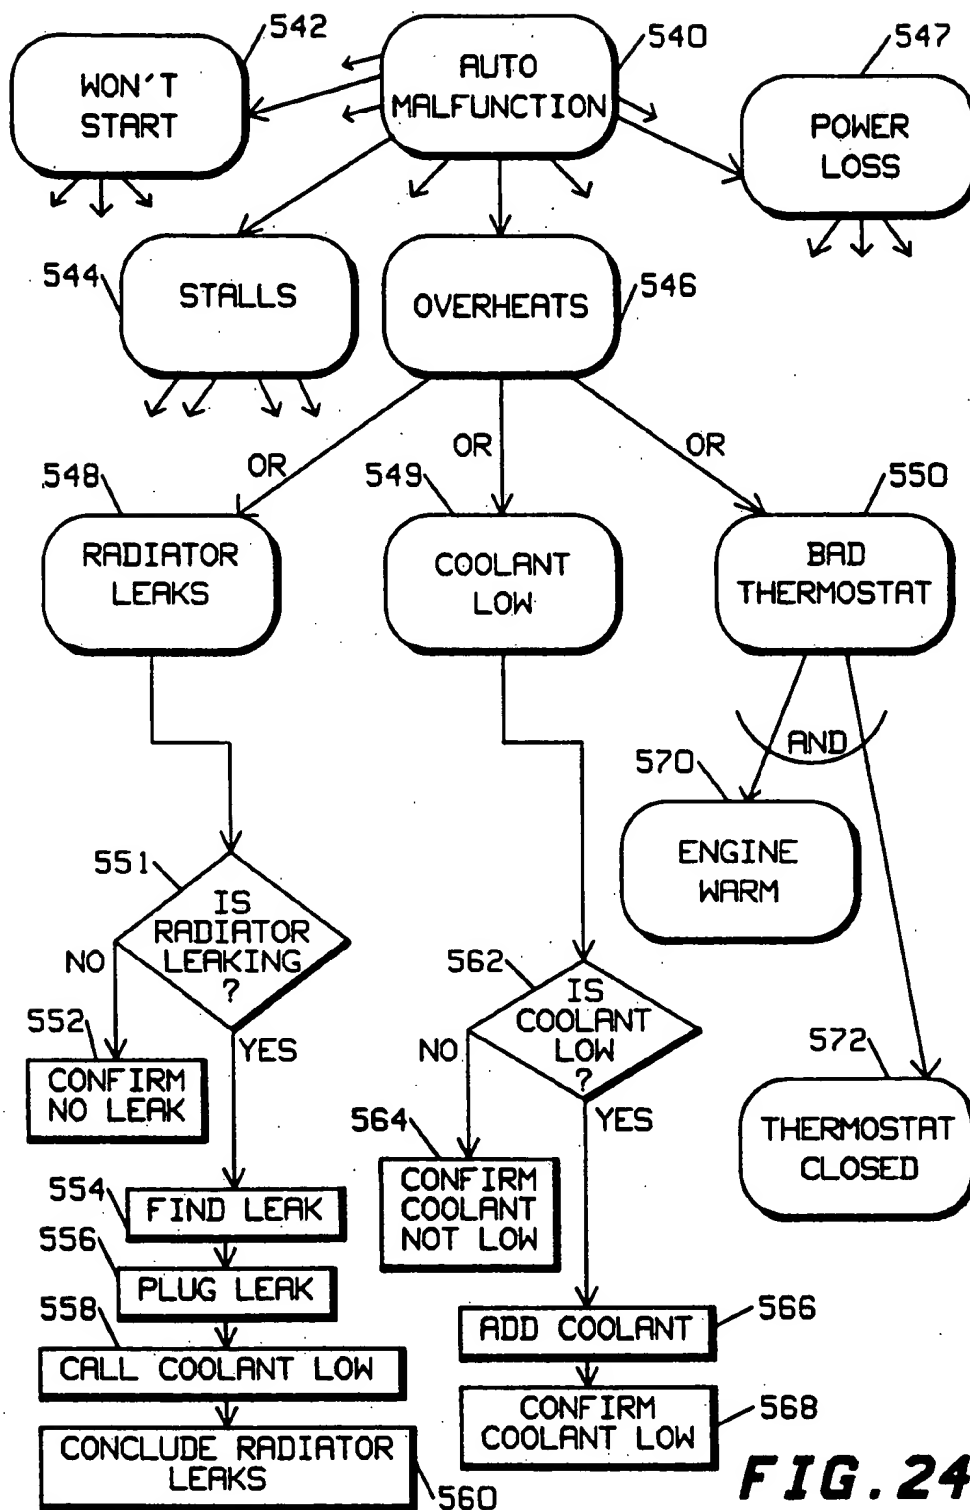 542
540
547
WON'T
START
AUTO
MALFUNCTION
POWER
LOSS
544
STALLS
OVERHEATS
546
OR
OR
OR
548
549
550
RADIATOR
LEAKS
COOLANT
LOW
BAD
THERMOSTAT
AND
570
ENGINE
WARM
551
IS
RADIATOR
LEAKING
?
NO
YES
562
IS
COOLANT
LOW
?
NO
YES
552
CONFIRM
NO LEAK
572
THERMOSTAT
CLOSED
564
CONFIRM
COOLANT
NOT LOW
554
FIND LEAK
556
PLUG LEAK
558
CALL COOLANT LOW
CONCLUDE RADIATOR
LEAKS
560
ADD COOLANT
566
CONFIRM
COOLANT LOW
568
FIG. 24